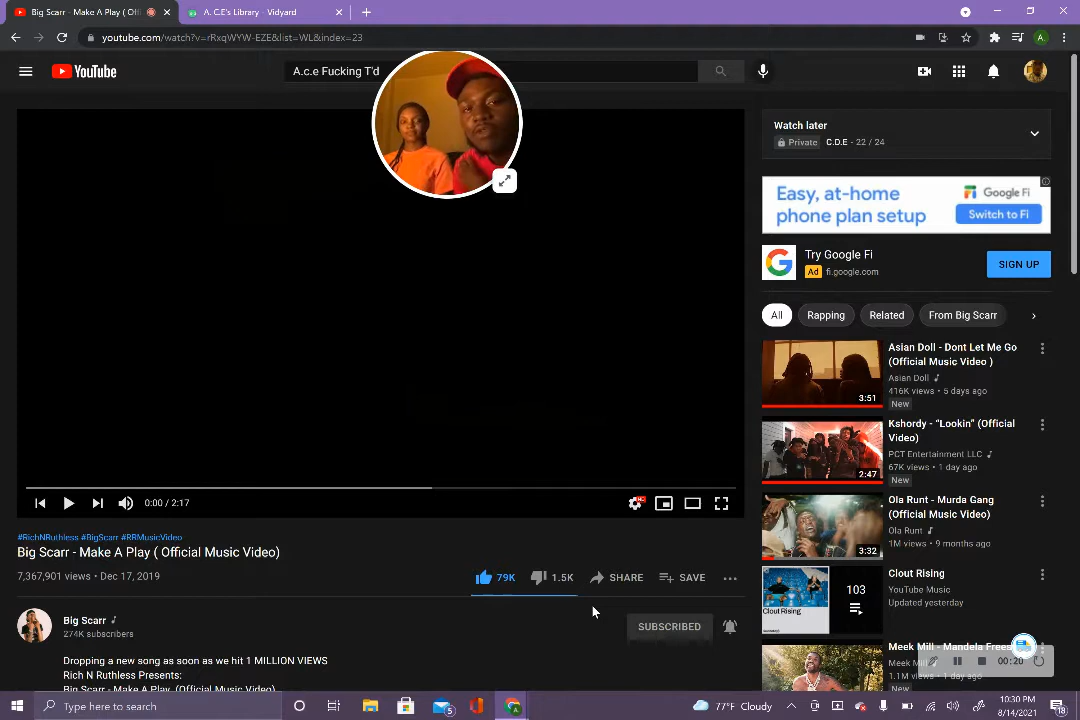 Big Scarr - Make A Play ( Offi
A. C.E's Library - Vidyard
youtube.com/watch?v=rRxqWYW-EZE&list=WL&index=23
A.
YouTube
A.c.e Fucking T'd
Watch later
Private C.D.E - 22 / 24
Easy, at-home
phone plan setup
Google Fi
Switch to Fi
Try Google Fi
Ad fi.google.com
SIGN UP
All
Rapping
Related
From Big Scarr
Asian Doll - Dont Let Me Go
(Official Music Video )
Asian Doll
416K views • 5 days ago
New
3:51
Kshordy - “Lookin” (Official
Video)
PCT Entertainment LLC
67K views • 1 day ago
New
2:47
Ola Runt - Murda Gang
(Official Music Video)
Ola Runt
1M views • 9 months ago
3:32
Clout Rising
YouTube Music
Updated yesterday
103
Clout Rising
Meek Mill - Mandela Free
Meek Mill
1.1M views
0:00 / 2:17
HD
#RichNRuthless #BigScarr #RRMusicVideo
Big Scarr - Make A Play ( Official Music Video)
7,367,901 views • Dec 17, 2019
79K
1.5K
SHARE
SAVE
Big Scarr
274K subscribers
SUBSCRIBED
Dropping a new song as soon as we hit 1 MILLION VIEWS
Rich N Ruthless Presents:
Big Scarr - Make A Play (Official Music Video)
00:20
Type here to search
5
77°F Cloudy
10:30 PM
8/14/2021
18